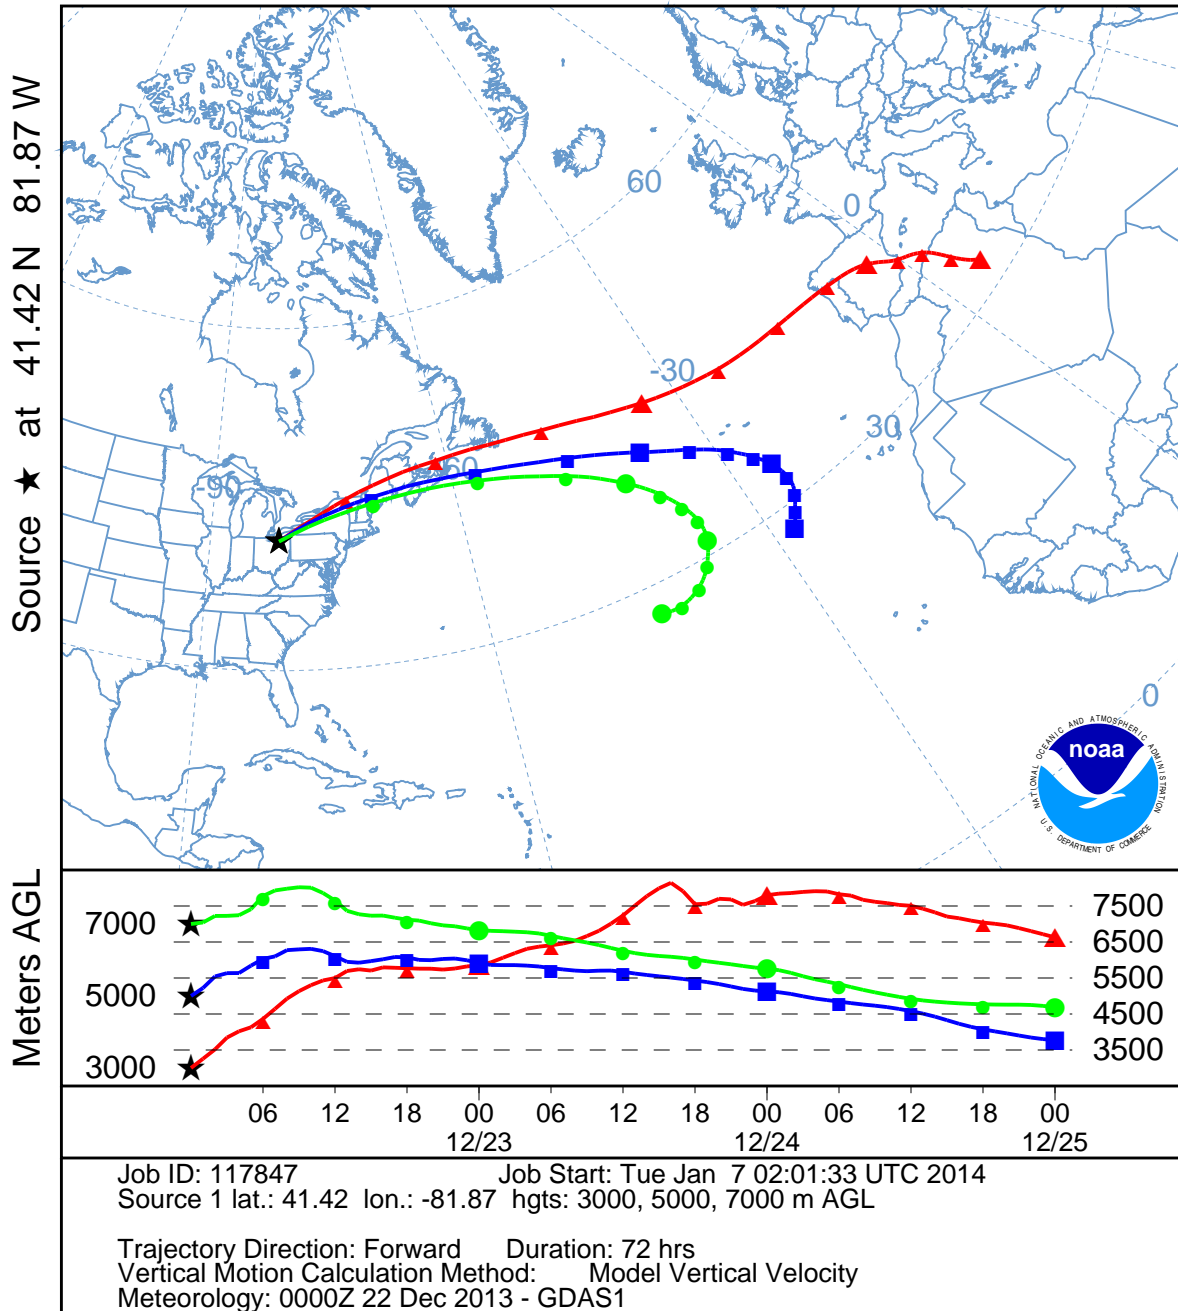 Source ★ at 41.42 N 81.87 W
60
0
-30
30
-60
-90
0
NATIONAL OCEANIC AND ATMOSPHERIC ADMINISTRATION
noaa
U.S. DEPARTMENT OF COMMERCE
Meters AGL
7000
5000
3000
7500
6500
5500
4500
3500
06 12 18 00 06 12 18 00 06 12 18 00
12/23 12/24 12/25
Job ID: 117847 Job Start: Tue Jan 7 02:01:33 UTC 2014
Source 1 lat.: 41.42 lon.: -81.87 hgts: 3000, 5000, 7000 m AGL
Trajectory Direction: Forward Duration: 72 hrs
Vertical Motion Calculation Method: Model Vertical Velocity
Meteorology: 0000Z 22 Dec 2013 - GDAS1